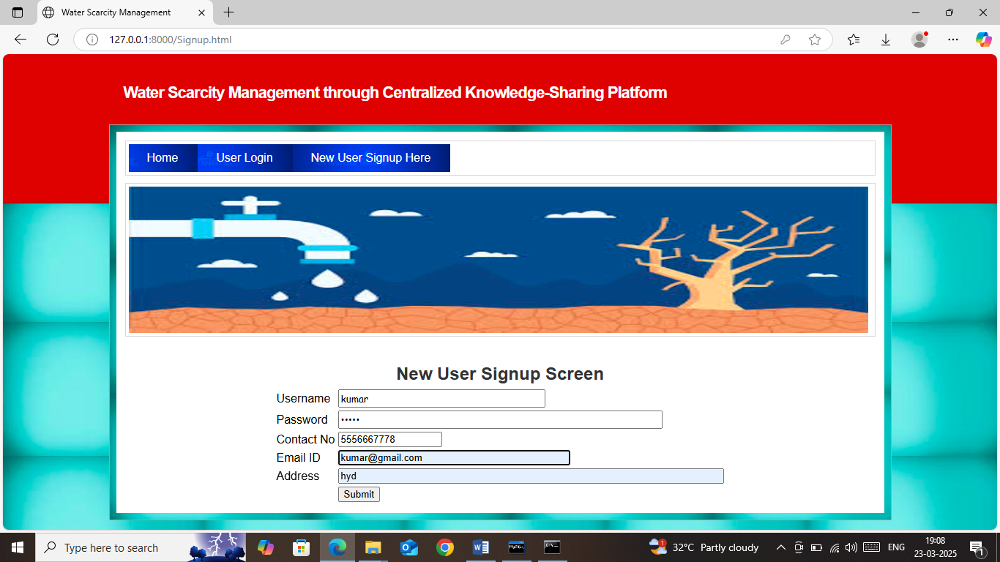 Water Scarcity Management
127.0.0.1:8000/Signup.html
Water Scarcity Management through Centralized Knowledge-Sharing Platform
Home User Login New User Signup Here
New User Signup Screen
Username kumar
Password •••••
Contact No 5556667778
Email ID kumar@gmail.com
Address hyd
Submit
Type here to search
1 32°C Partly cloudy ENG 19:08
23-03-2025 1